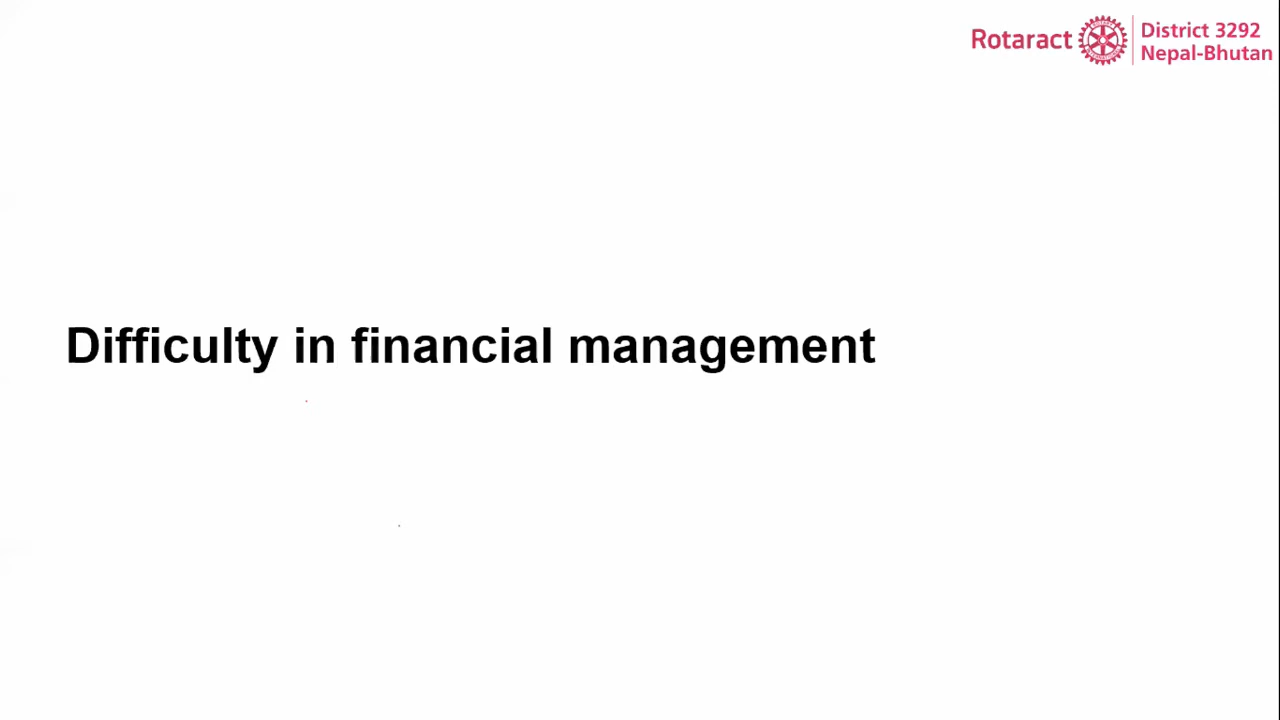 Rotaract
District 3292
Nepal-Bhutan
Difficulty in financial management